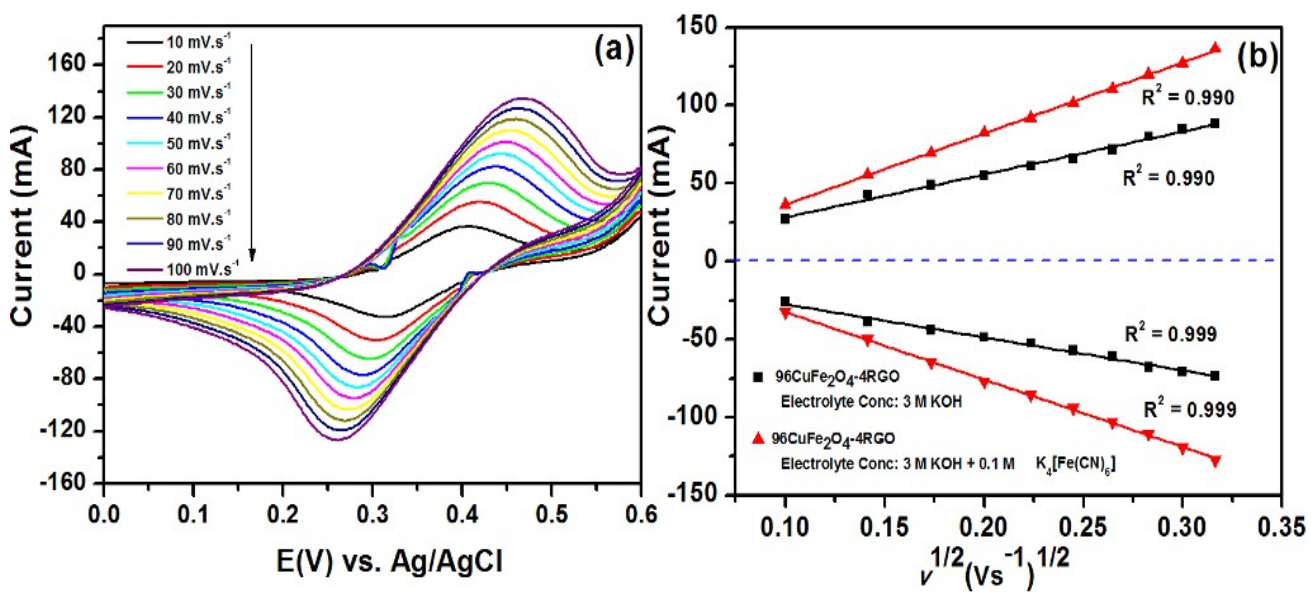 (a)
10 mV.s⁻¹
20 mV.s⁻¹
30 mV.s⁻¹
40 mV.s⁻¹
50 mV.s⁻¹
60 mV.s⁻¹
70 mV.s⁻¹
80 mV.s⁻¹
90 mV.s⁻¹
100 mV.s⁻¹
Current (mA)
160
120
80
40
0
-40
-80
-120
-160
0.0 0.1 0.2 0.3 0.4 0.5 0.6
E(V) vs. Ag/AgCl
(b)
R² = 0.990
R² = 0.990
R² = 0.999
R² = 0.999
96CuFe₂O₄-4RGO
Electrolyte Conc: 3 M KOH
96CuFe₂O₄-4RGO
Electrolyte Conc: 3 M KOH + 0.1 M K₄[Fe(CN)₆]
Current (mA)
150
100
50
0
-50
-100
-150
0.10 0.15 0.20 0.25 0.30 0.35
ν^1/2(Vs⁻¹)^1/2